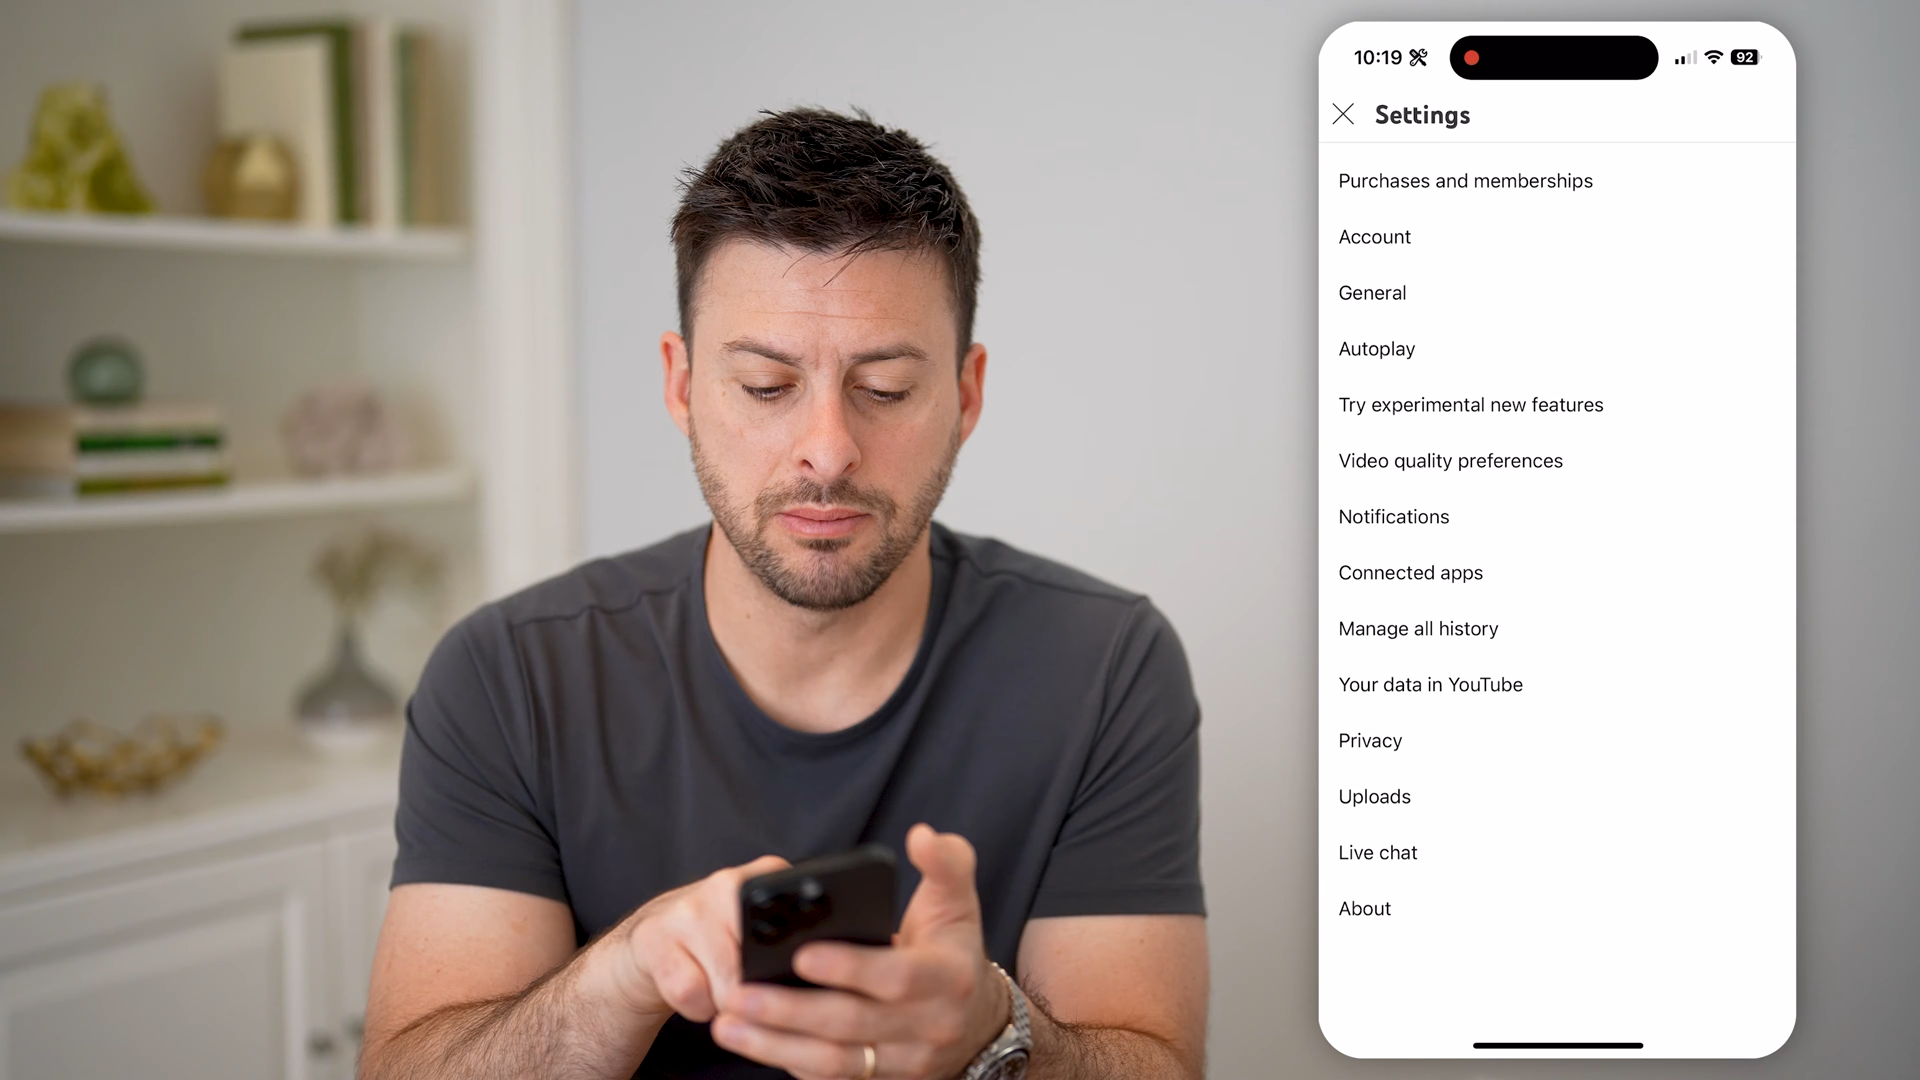 10:19
92
Settings
Purchases and memberships
Account
General
Autoplay
Try experimental new features
Video quality preferences
Notifications
Connected apps
Manage all history
Your data in YouTube
Privacy
Uploads
Live chat
About